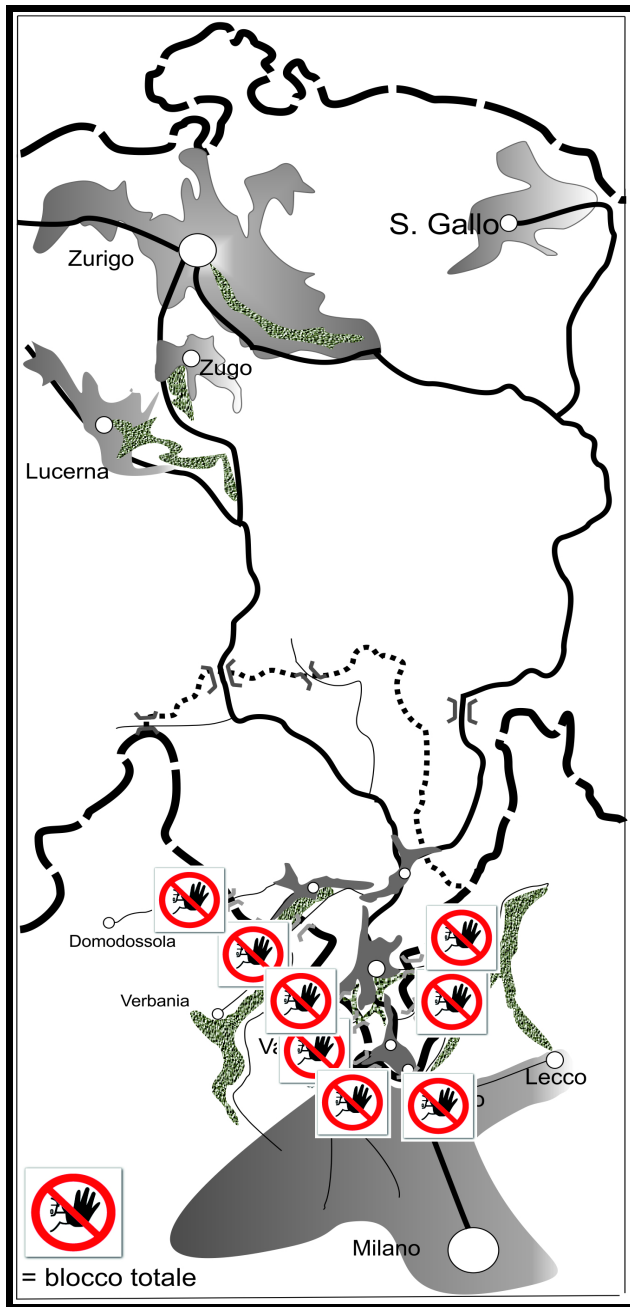 S. Gallo
Zurigo
Zugo
Lucerna
Domodossola
Verbania
Lecco
Milano
= blocco totale